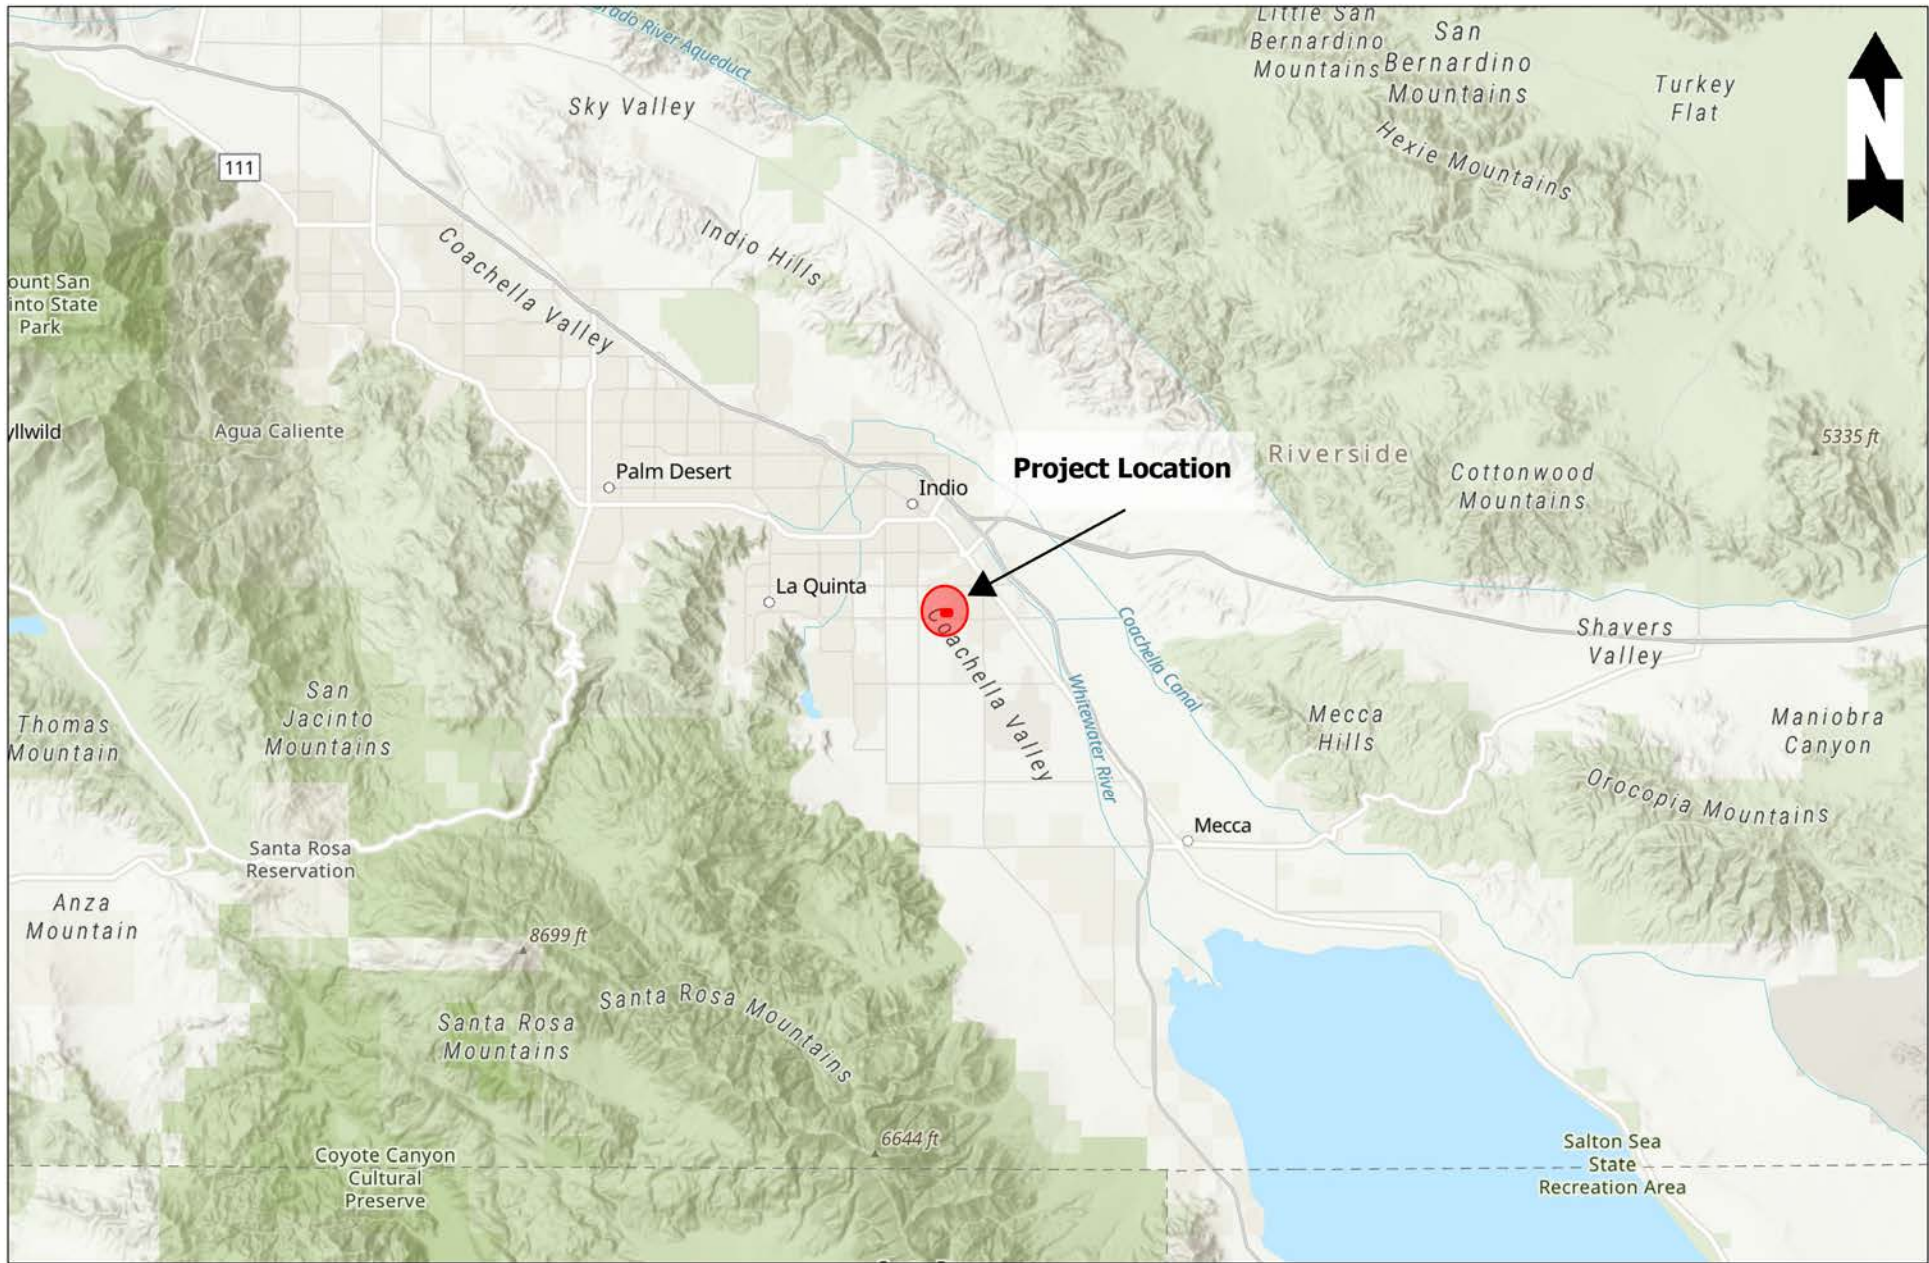 Little San
Bernardino
Mountains
San
Bernardino
Mountains
Turkey
Flat
N
rado River Aqueduct
Sky Valley
Hexie Mountains
111
Coachella Valley
Indio Hills
ount San
into State
Park
yllwild
Agua Caliente
Palm Desert
Indio
Project Location
Riverside
Cottonwood
Mountains
5335 ft
La Quinta
Coachella Valley
Coachella Canal
Whitewater River
Shavers
Valley
Mecca
Hills
Maniobra
Canyon
Orocopia Mountains
Thomas
Mountain
San
Jacinto
Mountains
Mecca
Santa Rosa
Reservation
Anza
Mountain
8699 ft
Santa Rosa Mountains
Santa Rosa
Mountains
6644 ft
Coyote Canyon
Cultural
Preserve
Salton Sea
State
Recreation Area